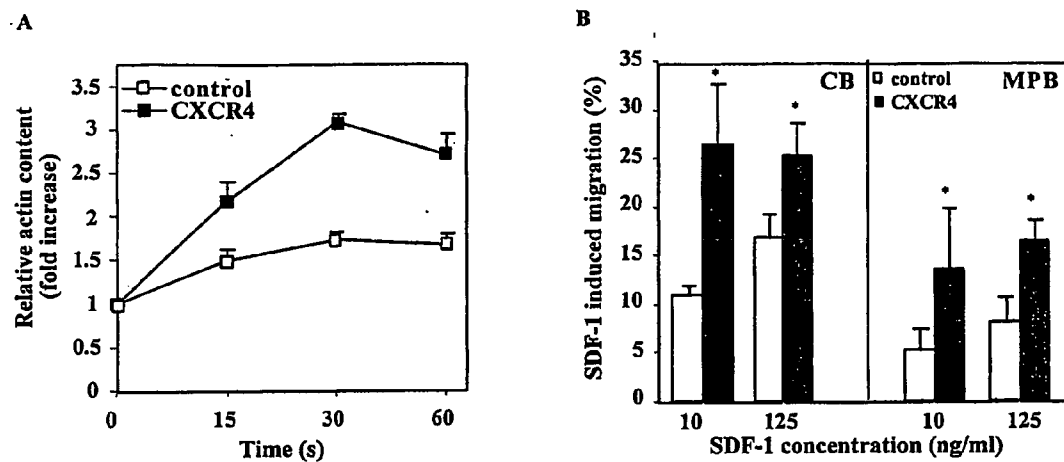 A
B
3.5
3
2.5
2
1.5
1
0.5
0
control
CXCR4
Relative actin content
(fold increase)
0 15 30 60
Time (s)
35
30
25
20
15
10
5
0
CB
control
CXCR4
MPB
* * * *
SDF-1 induced migration (%)
10 125 10 125
SDF-1 concentration (ng/ml)